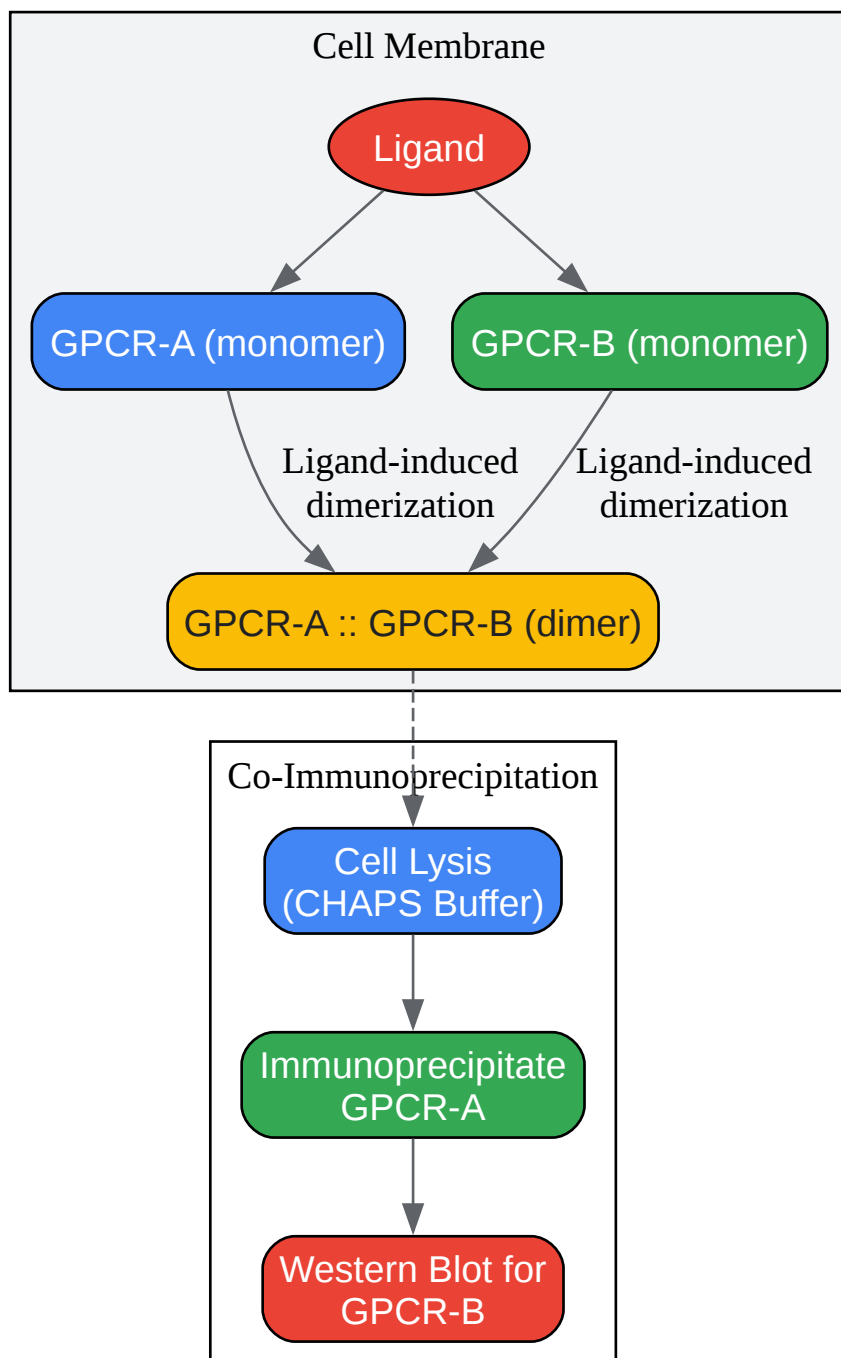 Cell Membrane
Ligand
GPCR-A (monomer)
GPCR-B (monomer)
Ligand-induced
dimerization
Ligand-induced
dimerization
GPCR-A :: GPCR-B (dimer)
Co-Immunoprecipitation
Cell Lysis
(CHAPS Buffer)
Immunoprecipitate
GPCR-A
Western Blot for
GPCR-B